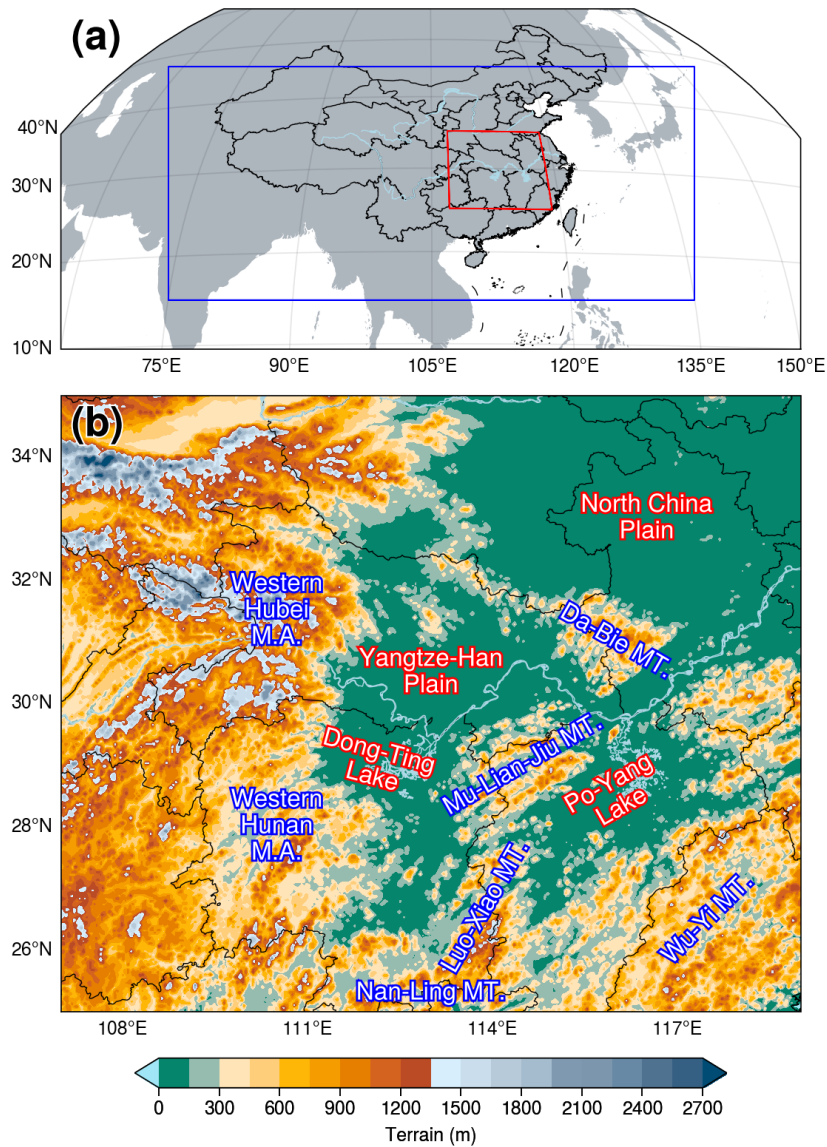 (a)
40°N
30°N
20°N
10°N
75°E 90°E 105°E 120°E 135°E 150°E
(b)
34°N
32°N
30°N
28°N
26°N
North China
Plain
Western
Hubei
M.A.
Da-Bie MT.
Yangtze-Han
Plain
Dong-Ting
Lake
Mu-Lian-Jiu MT.
Po-Yang
Lake
Western
Hunan
M.A.
Luo-Xiao MT.
Wu-Yi MT.
Nan-Ling MT.
108°E 111°E 114°E 117°E
0 300 600 900 1200 1500 1800 2100 2400 2700
Terrain (m)